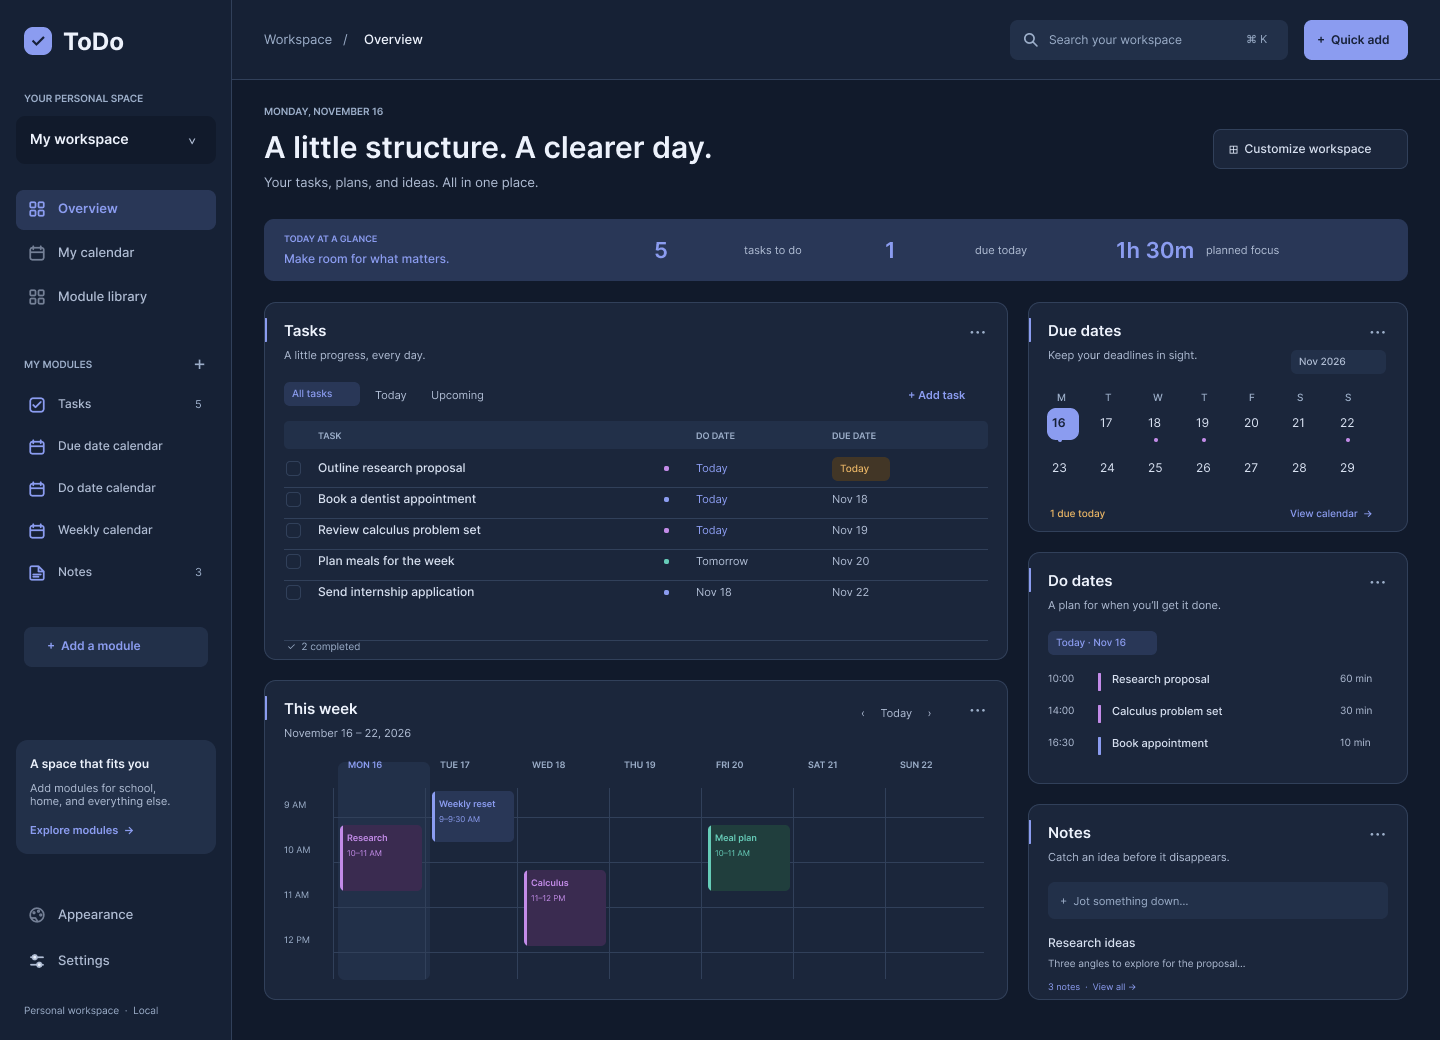 ToDo
YOUR PERSONAL SPACE
My workspace
Overview
My calendar
Module library
MY MODULES +
Tasks 5
Due date calendar
Do date calendar
Weekly calendar
Notes 3
+ Add a module
A space that fits you
Add modules for school,
home, and everything else.
Explore modules →
Appearance
Settings
Personal workspace · Local
Workspace / Overview
Search your workspace ⌘ K
+ Quick add
MONDAY, NOVEMBER 16
A little structure. A clearer day.
Your tasks, plans, and ideas. All in one place.
Customize workspace
TODAY AT A GLANCE
Make room for what matters.
5 tasks to do
1 due today
1h 30m planned focus
Tasks
A little progress, every day.
All tasks Today Upcoming + Add task
TASK DO DATE DUE DATE
Outline research proposal Today Today
Book a dentist appointment Today Nov 18
Review calculus problem set Today Nov 19
Plan meals for the week Tomorrow Nov 20
Send internship application Nov 18 Nov 22
✓ 2 completed
This week
November 16 – 22, 2026
‹ Today ›
MON 16 TUE 17 WED 18 THU 19 FRI 20 SAT 21 SUN 22
9 AM
10 AM
11 AM
12 PM
Research
10–11 AM
Weekly reset
9–9:30 AM
Calculus
11–12 PM
Meal plan
10–11 AM
Due dates
Keep your deadlines in sight.
Nov 2026
M T W T F S S
16 17 18 19 20 21 22
23 24 25 26 27 28 29
1 due today View calendar →
Do dates
A plan for when you'll get it done.
Today · Nov 16
10:00 Research proposal 60 min
14:00 Calculus problem set 30 min
16:30 Book appointment 10 min
Notes
Catch an idea before it disappears.
+ Jot something down...
Research ideas
Three angles to explore for the proposal...
3 notes · View all →